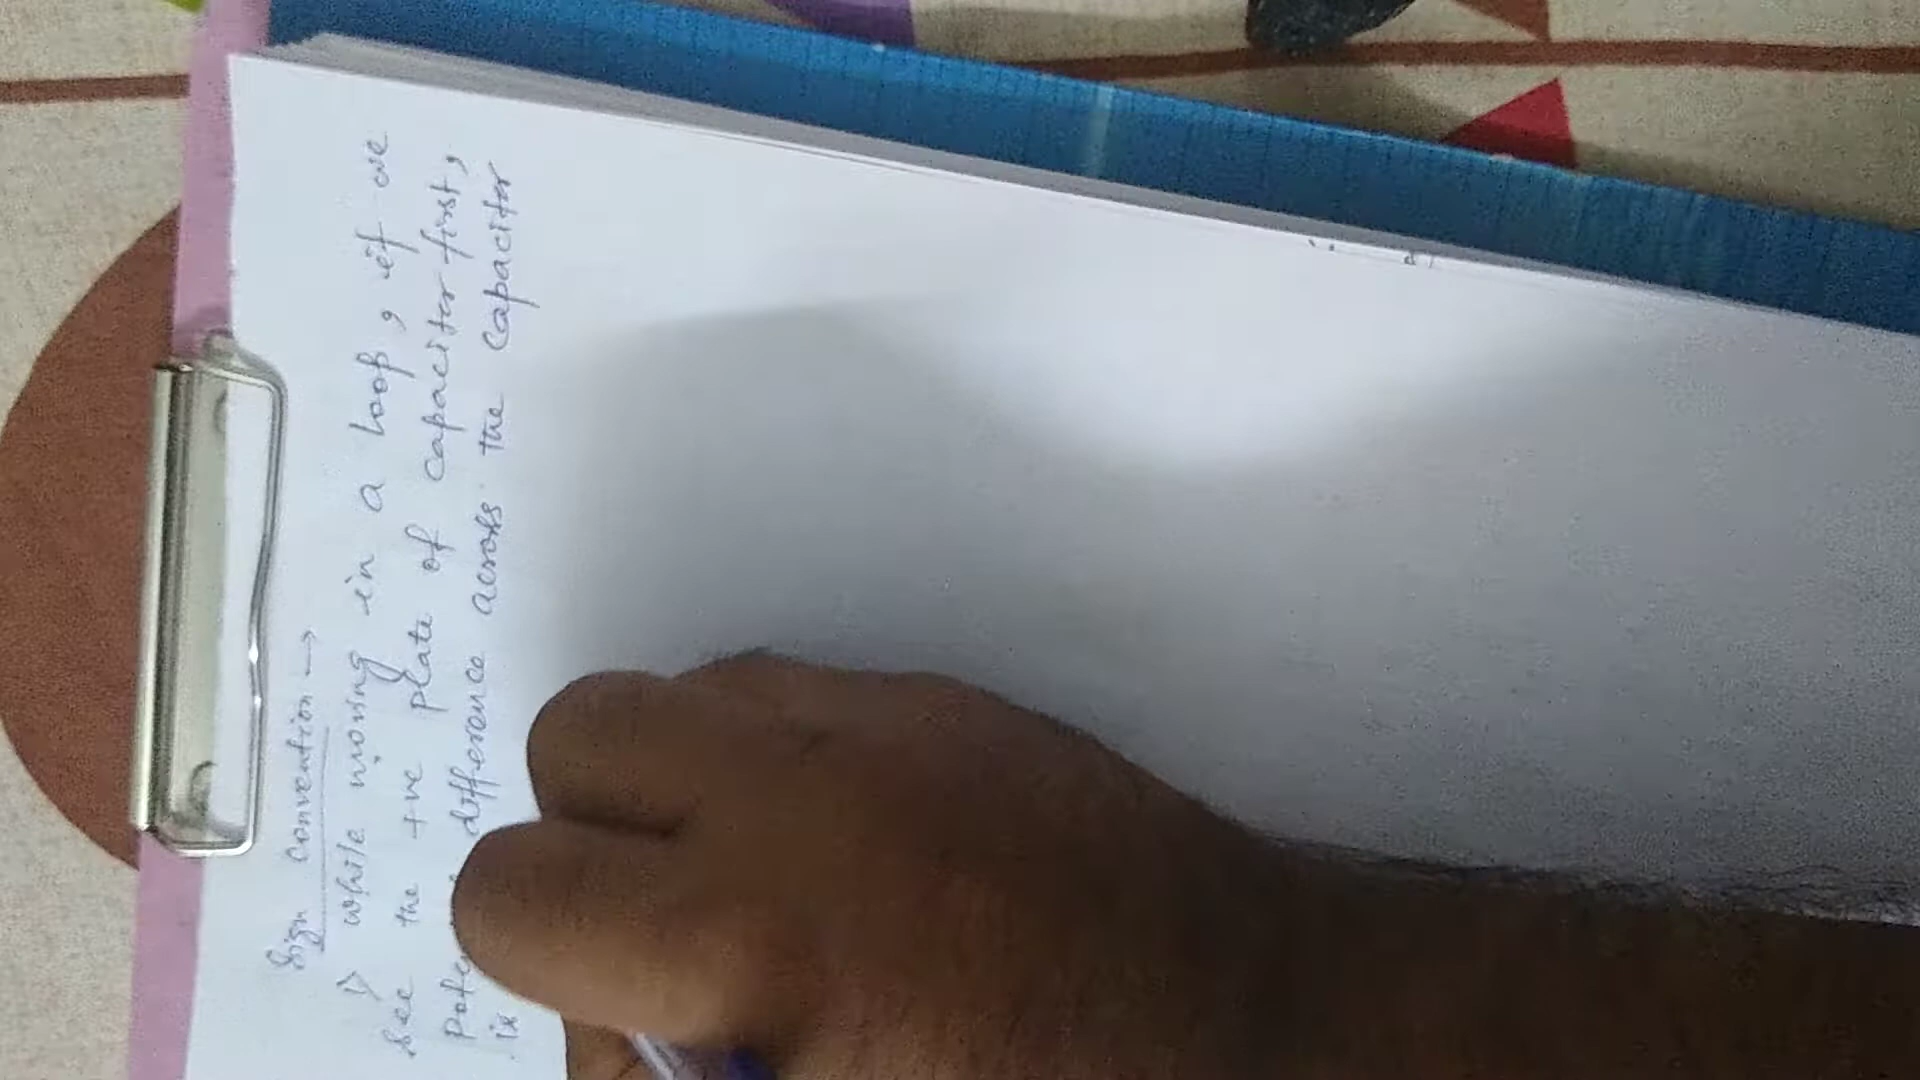 Sign convention →
1) while moving in a loop, if we
see the +ve plate of capacitor first,
difference across the capacitor
is